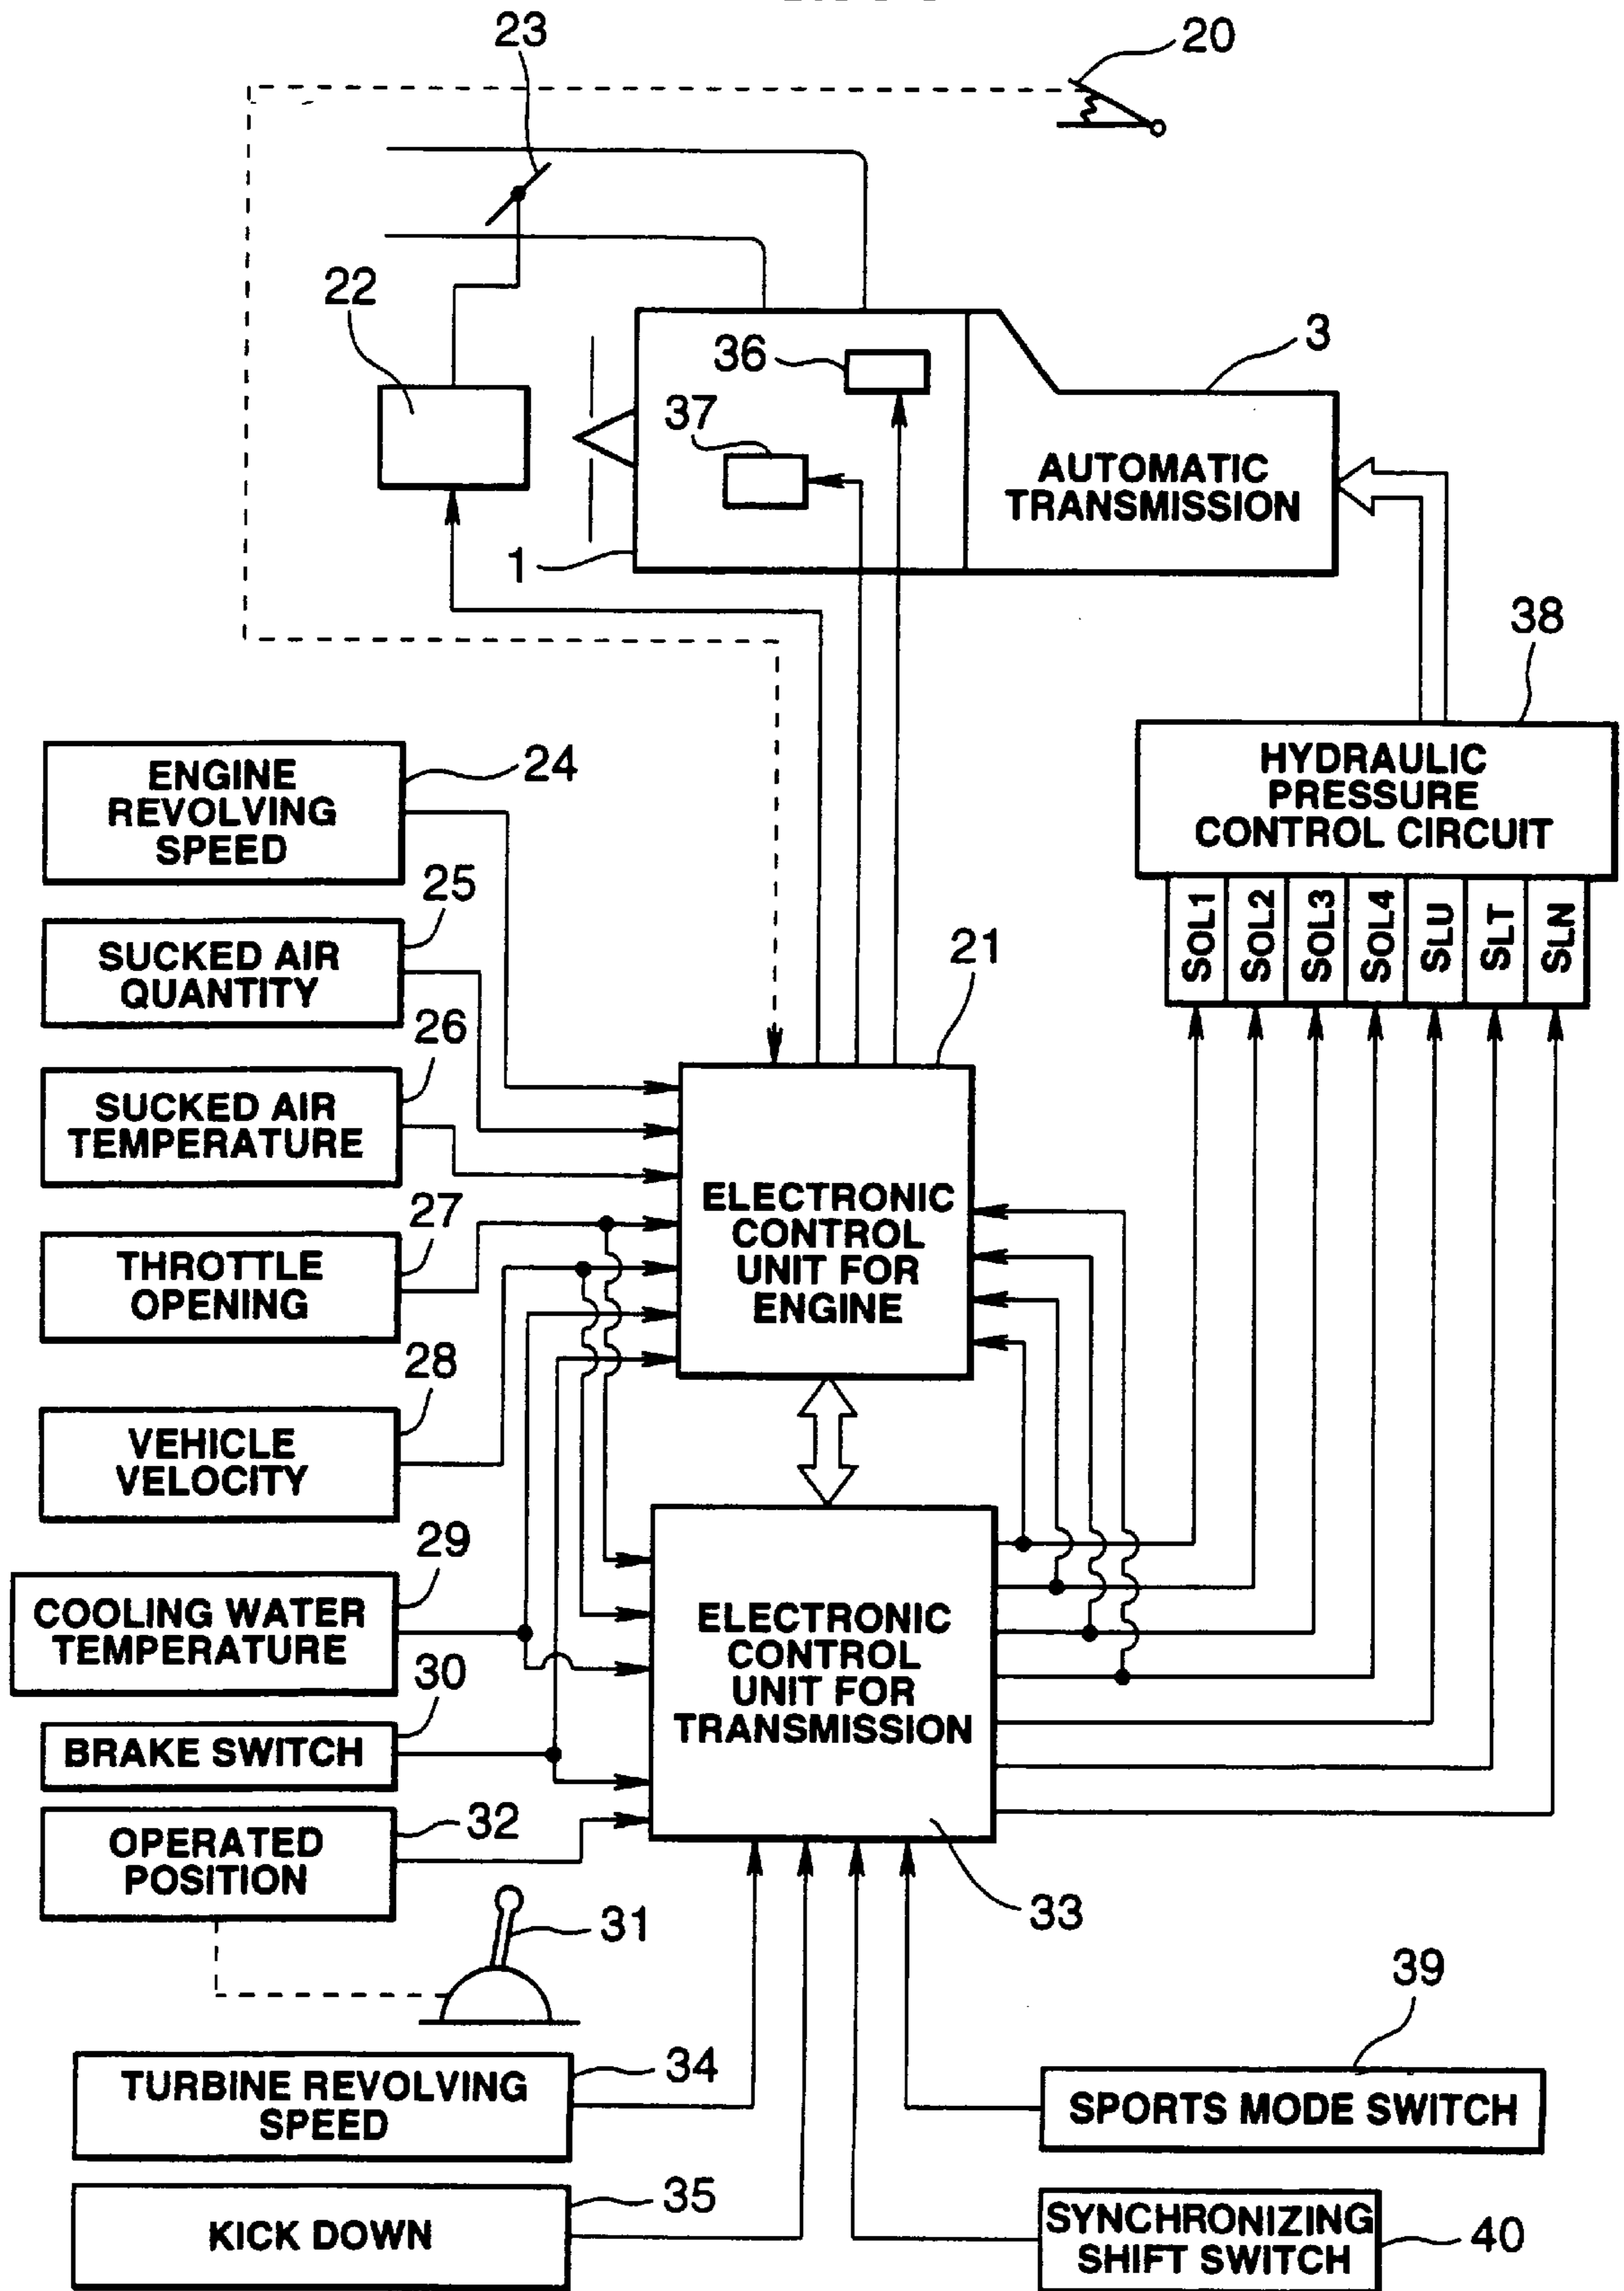 23
20
22
36
3
37
AUTOMATIC
TRANSMISSION
1
38
ENGINE
REVOLVING
SPEED
24
HYDRAULIC
PRESSURE
CONTROL CIRCUIT
SOL1
SOL2
SOL3
SOL4
SLU
SLT
SLN
25
SUCKED AIR
QUANTITY
21
26
SUCKED AIR
TEMPERATURE
ELECTRONIC
CONTROL
UNIT FOR
ENGINE
27
THROTTLE
OPENING
28
VEHICLE
VELOCITY
29
COOLING WATER
TEMPERATURE
ELECTRONIC
CONTROL
UNIT FOR
TRANSMISSION
30
BRAKE SWITCH
32
OPERATED
POSITION
33
31
39
34
TURBINE REVOLVING
SPEED
SPORTS MODE SWITCH
35
KICK DOWN
SYNCHRONIZING
SHIFT SWITCH
40